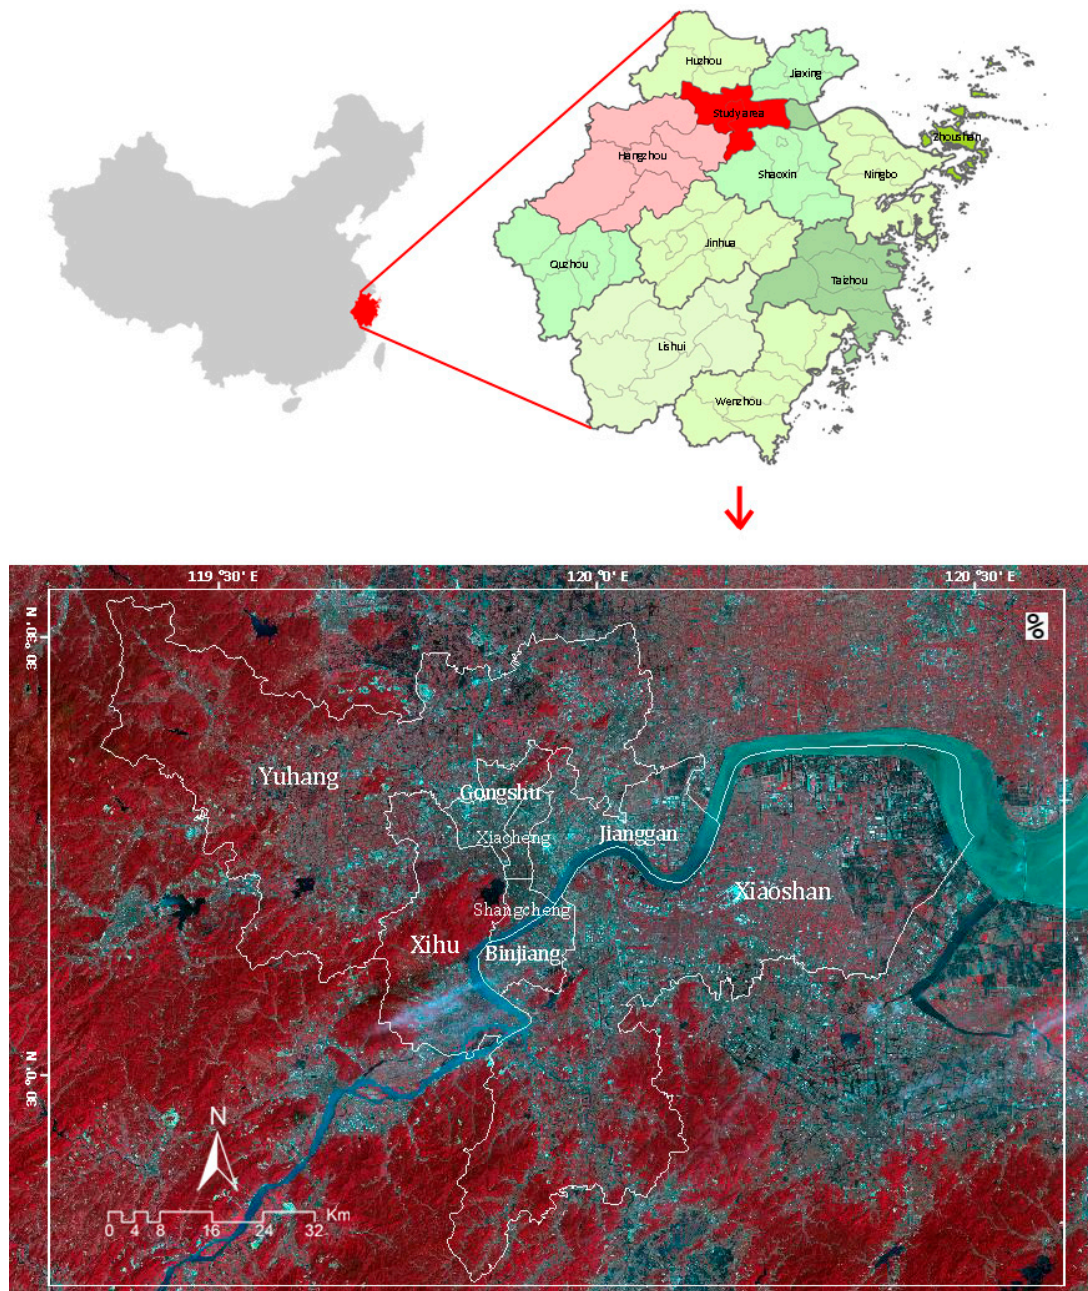 Huzhou
Jiaxing
Study area
Zhoushan
Hangzhou
Shaoxin
Ningbo
Jinhua
Quzhou
Taizhou
Lishui
Wenzhou
119 °30' E
120 °0' E
120 °30' E
30 °30' N
%
Yuhang
Gongshu
Xiacheng
Jianggan
Xiaoshan
Shangcheng
Xihu
Binjiang
30 °0' N
N
Km
0 4 8 16 24 32